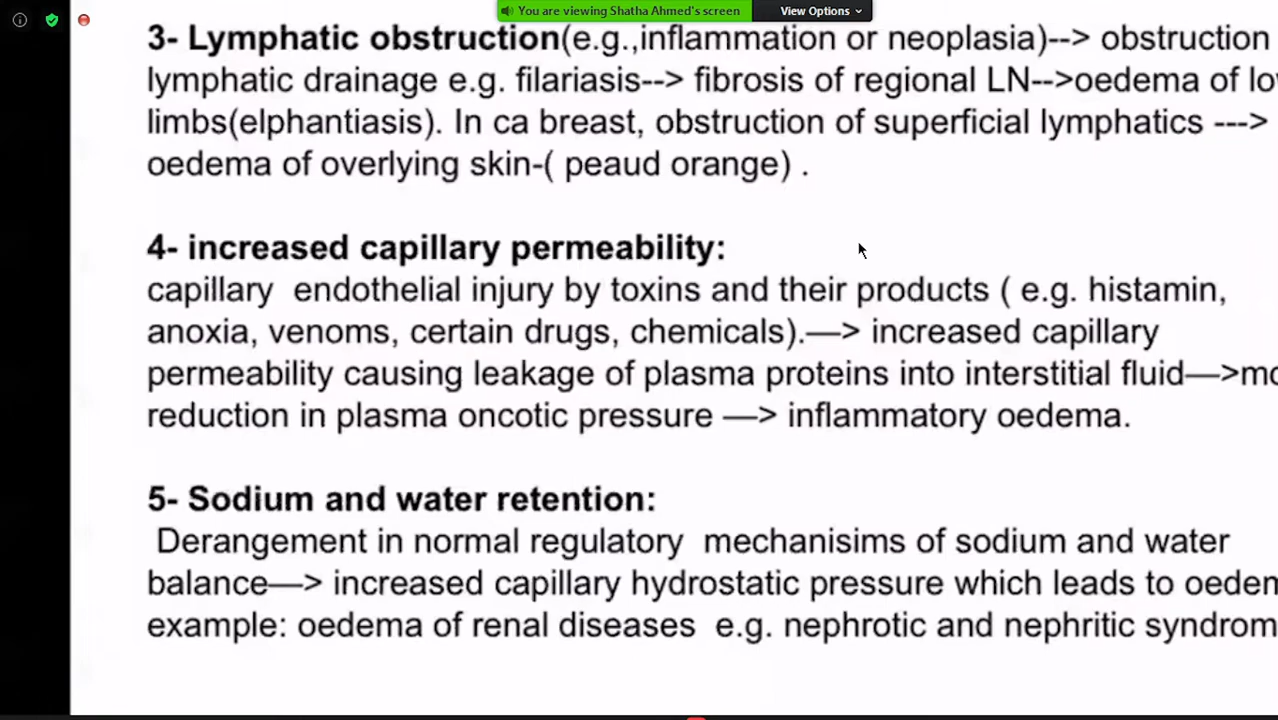 You are viewing Shatha Ahmed's screen
View Options
3- Lymphatic obstruction(e.g.,inflammation or neoplasia)--> obstruction
lymphatic drainage e.g. filariasis--> fibrosis of regional LN-->oedema of
limbs(elphantiasis). In ca breast, obstruction of superficial lymphatics --->
oedema of overlying skin-( peaud orange) .
4- increased capillary permeability:
capillary endothelial injury by toxins and their products ( e.g. histamin,
anoxia, venoms, certain drugs, chemicals).—> increased capillary
permeability causing leakage of plasma proteins into interstitial fluid—>
reduction in plasma oncotic pressure —> inflammatory oedema.
5- Sodium and water retention:
Derangement in normal regulatory mechanisims of sodium and water
balance—> increased capillary hydrostatic pressure which leads to
example: oedema of renal diseases e.g. nephrotic and nephritic